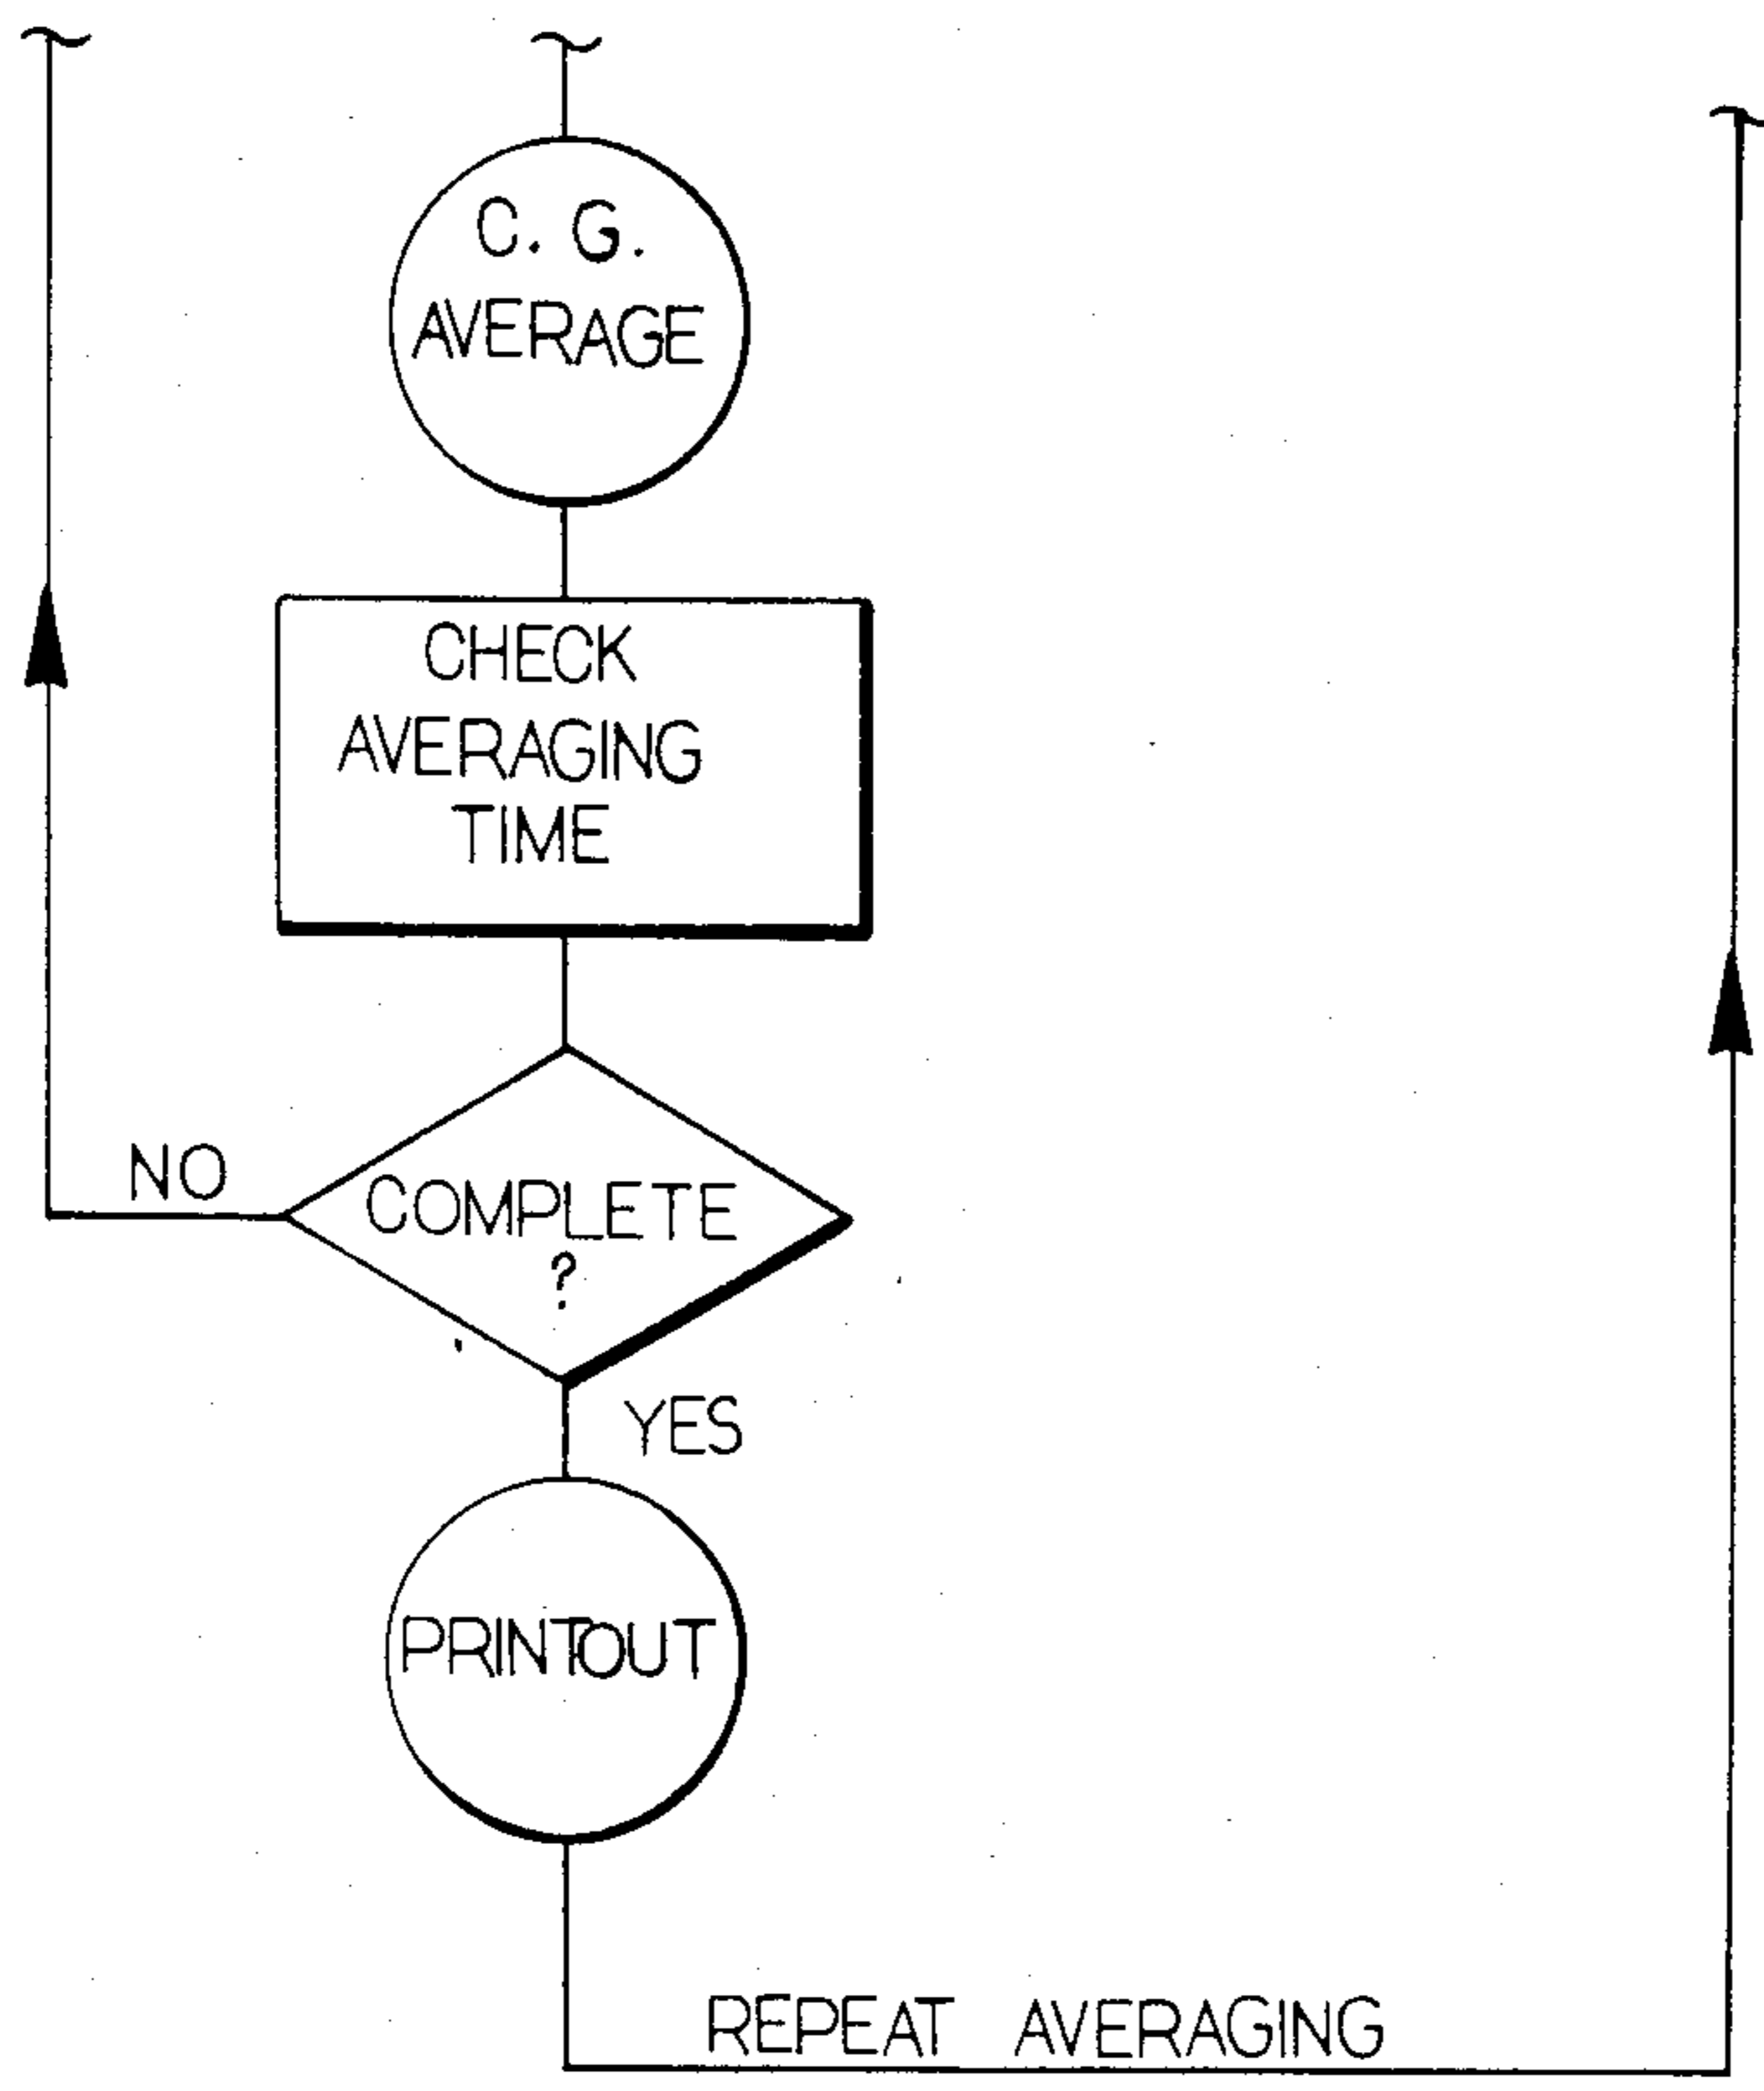 C. G.
AVERAGE
CHECK
AVERAGING
TIME
NO
COMPLETE
?
YES
PRINTOUT
REPEAT AVERAGING